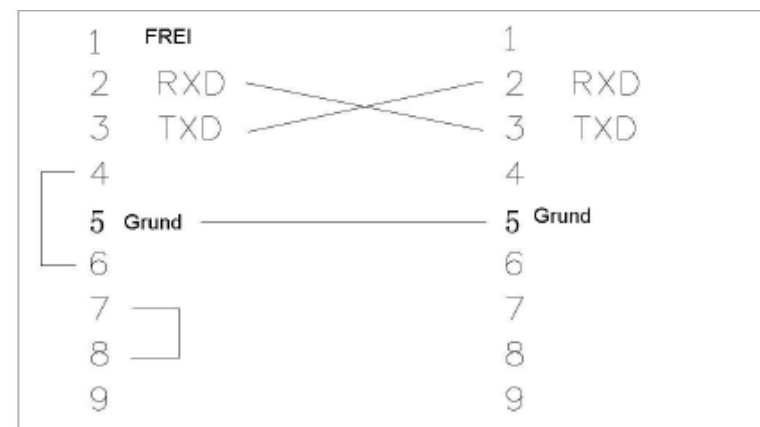 1 FREI 1
2 RXD 2 RXD
3 TXD 3 TXD
4 4
5 Grund 5 Grund
6 6
7 7
8 8
9 9